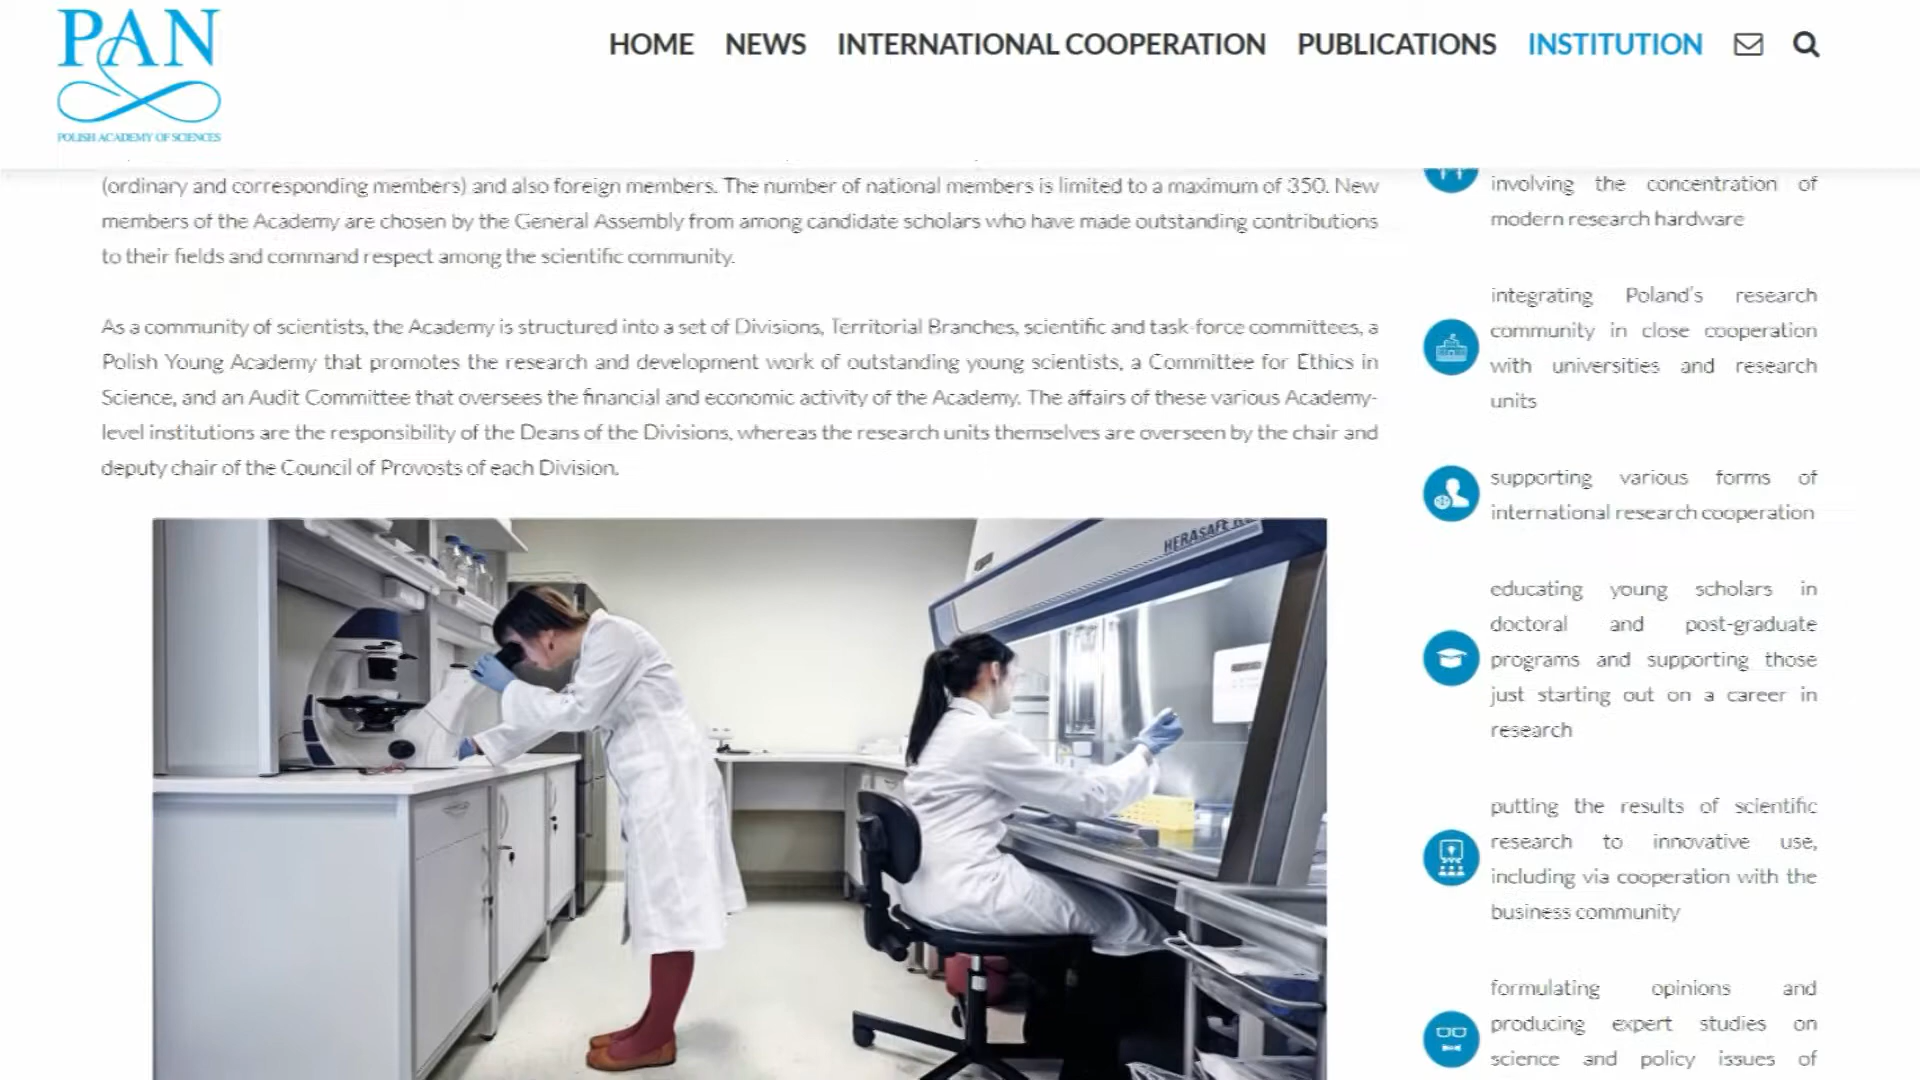 PAN
POLISH ACADEMY OF SCIENCES
HOME NEWS INTERNATIONAL COOPERATION PUBLICATIONS INSTITUTION
(ordinary and corresponding members) and also foreign members. The number of national members is limited to a maximum of 350. New
members of the Academy are chosen by the General Assembly from among candidate scholars who have made outstanding contributions
to their fields and command respect among the scientific community.
As a community of scientists, the Academy is structured into a set of Divisions, Territorial Branches, scientific and task-force committees, a
Polish Young Academy that promotes the research and development work of outstanding young scientists, a Committee for Ethics in
Science, and an Audit Committee that oversees the financial and economic activity of the Academy. The affairs of these various Academy-
level institutions are the responsibility of the Deans of the Divisions, whereas the research units themselves are overseen by the chair and
deputy chair of the Council of Provosts of each Division.
HERASAFE
involving the concentration of
modern research hardware
integrating Poland's research
community in close cooperation
with universities and research
units
supporting various forms of
international research cooperation
educating young scholars in
doctoral and post-graduate
programs and supporting those
just starting out on a career in
research
putting the results of scientific
research to innovative use,
including via cooperation with the
business community
formulating opinions and
producing expert studies on
science and policy issues of